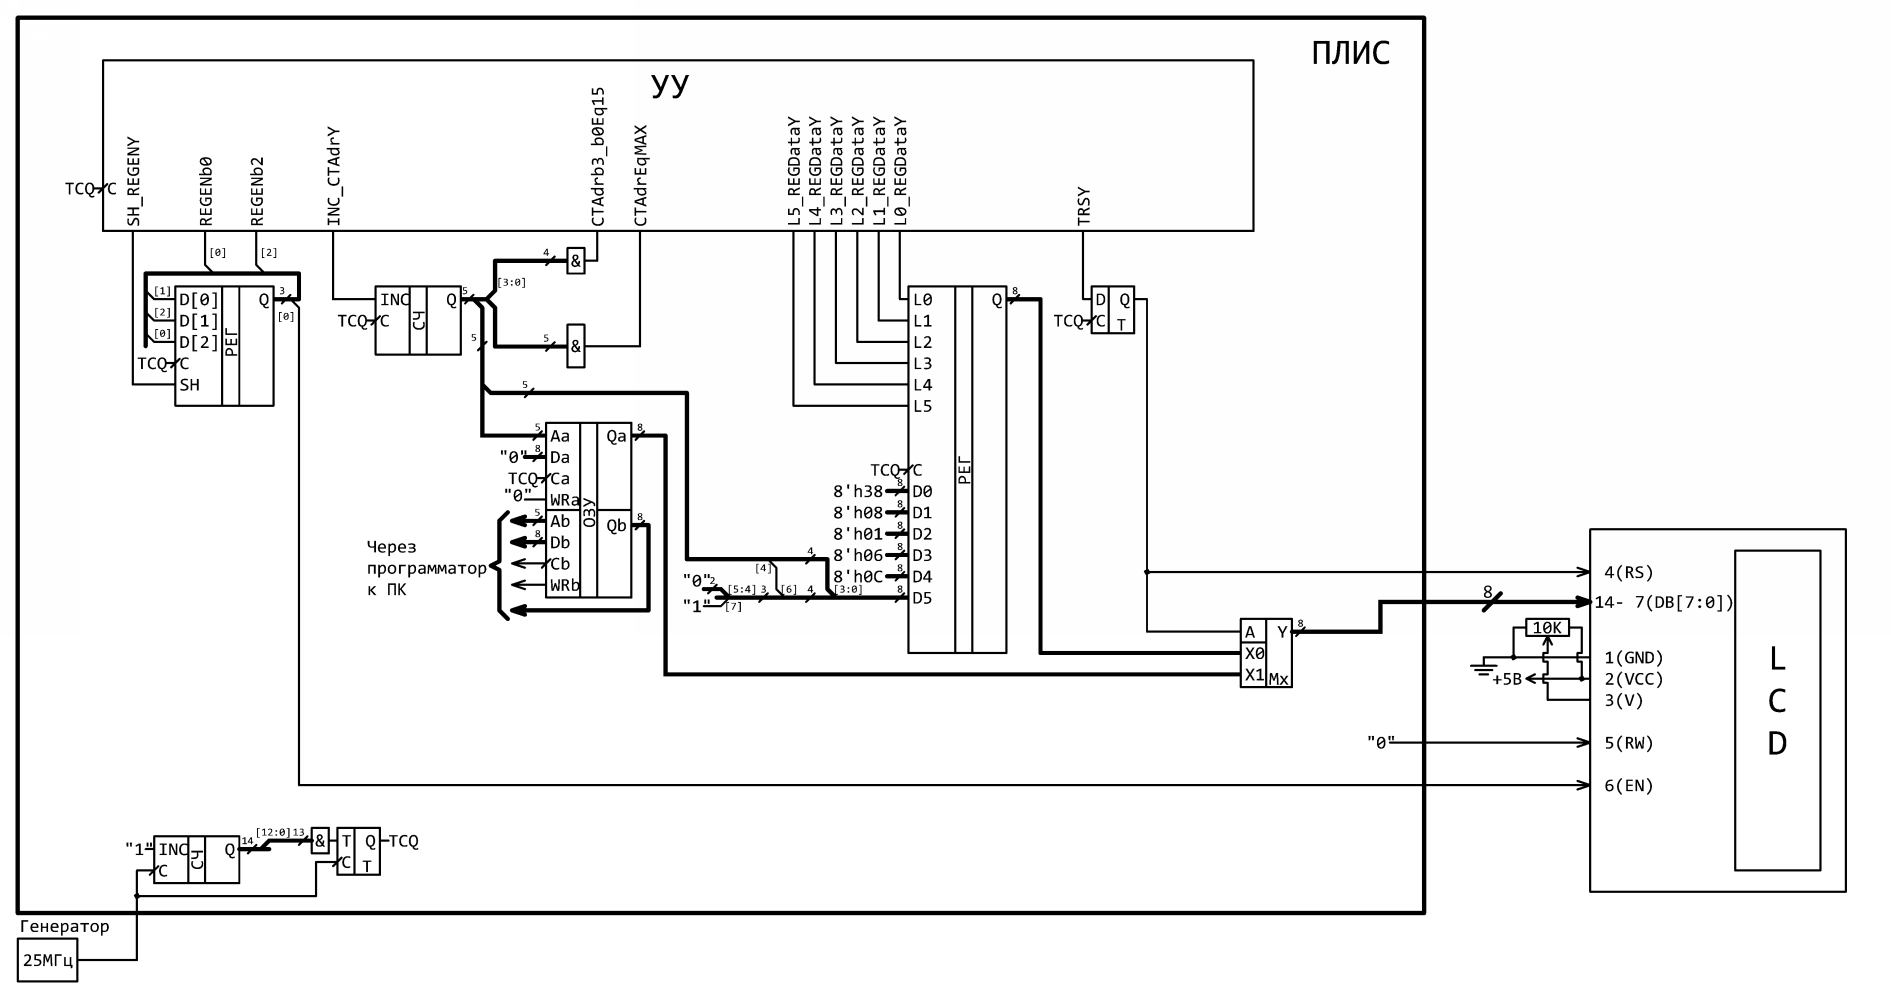 ПЛИС
УУ
TCQ
C
SH_REGENY
REGENb0
REGENb2
INC_CTAdrY
CTAdrb3_b0Eq15
CTAdrEqMAX
L5_REGDataY
L4_REGDataY
L3_REGDataY
L2_REGDataY
L1_REGDataY
L0_REGDataY
TRSY
[0]
[2]
[1]
[2]
[0]
D[0]
D[1]
D[2]
TCQ
C
SH
РЕГ
Q
3
[0]
INC
TCQ
C
СЧ
Q
5
[3:0]
4
&
5
&
5
5
L0
L1
L2
L3
L4
L5
TCQ
C
8'h38
8
D0
8'h08
8
D1
8'h01
8
D2
8'h06
8
D3
8'h0C
8
D4
8
D5
РЕГ
Q
8
D
Q
TCQ
C
T
5
Aa
"0"
8
Da
TCQ
Ca
"0"
WRa
5
Ab
8
Db
Cb
WRb
ОЗУ
Qa
8
Qb
8
Через
программатор
к ПК
4
[4]
"0"
2
[5:4]
3
[6]
4
[3:0]
"1"
[7]
A
Y
8
X0
X1
Mx
8
4(RS)
14- 7(DB[7:0])
10K
1(GND)
+5В
2(VCC)
3(V)
"0"
5(RW)
6(EN)
L
C
D
"1"
INC
C
СЧ
Q
14
[12:0]
13
&
T
Q
TCQ
C
T
Генератор
25МГц